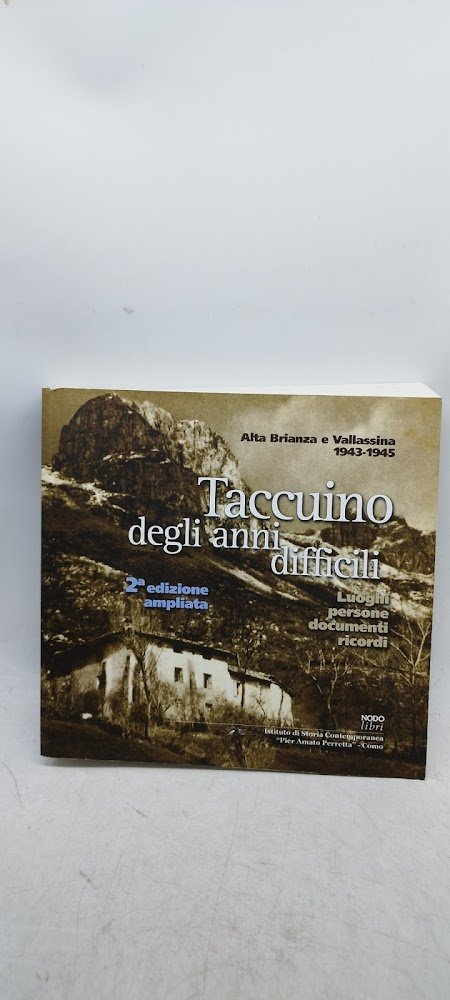 Alta Brianza e Vallassina
1943-1945
Taccuino
degli anni
difficili
2ª edizione
ampliata
Luoghi
persone
documenti
ricordi
NODO
libri
Istituto di Storia Contemporanea
"Pier Amato Perretta" - Como